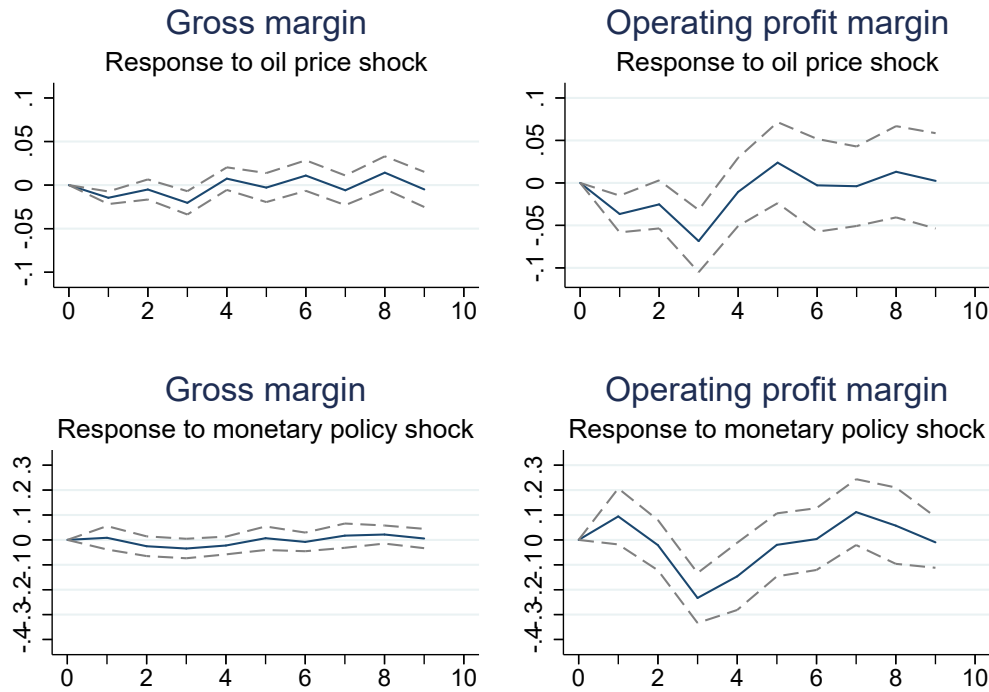 Gross margin
Response to oil price shock
.1
.05
0
-.05
-.1
0 2 4 6 8 10
Operating profit margin
Response to oil price shock
.1
.05
0
-.05
-.1
0 2 4 6 8 10
Gross margin
Response to monetary policy shock
.3
.2
.1
0
-.1
-.2
-.3
-.4
0 2 4 6 8 10
Operating profit margin
Response to monetary policy shock
.3
.2
.1
0
-.1
-.2
-.3
-.4
0 2 4 6 8 10